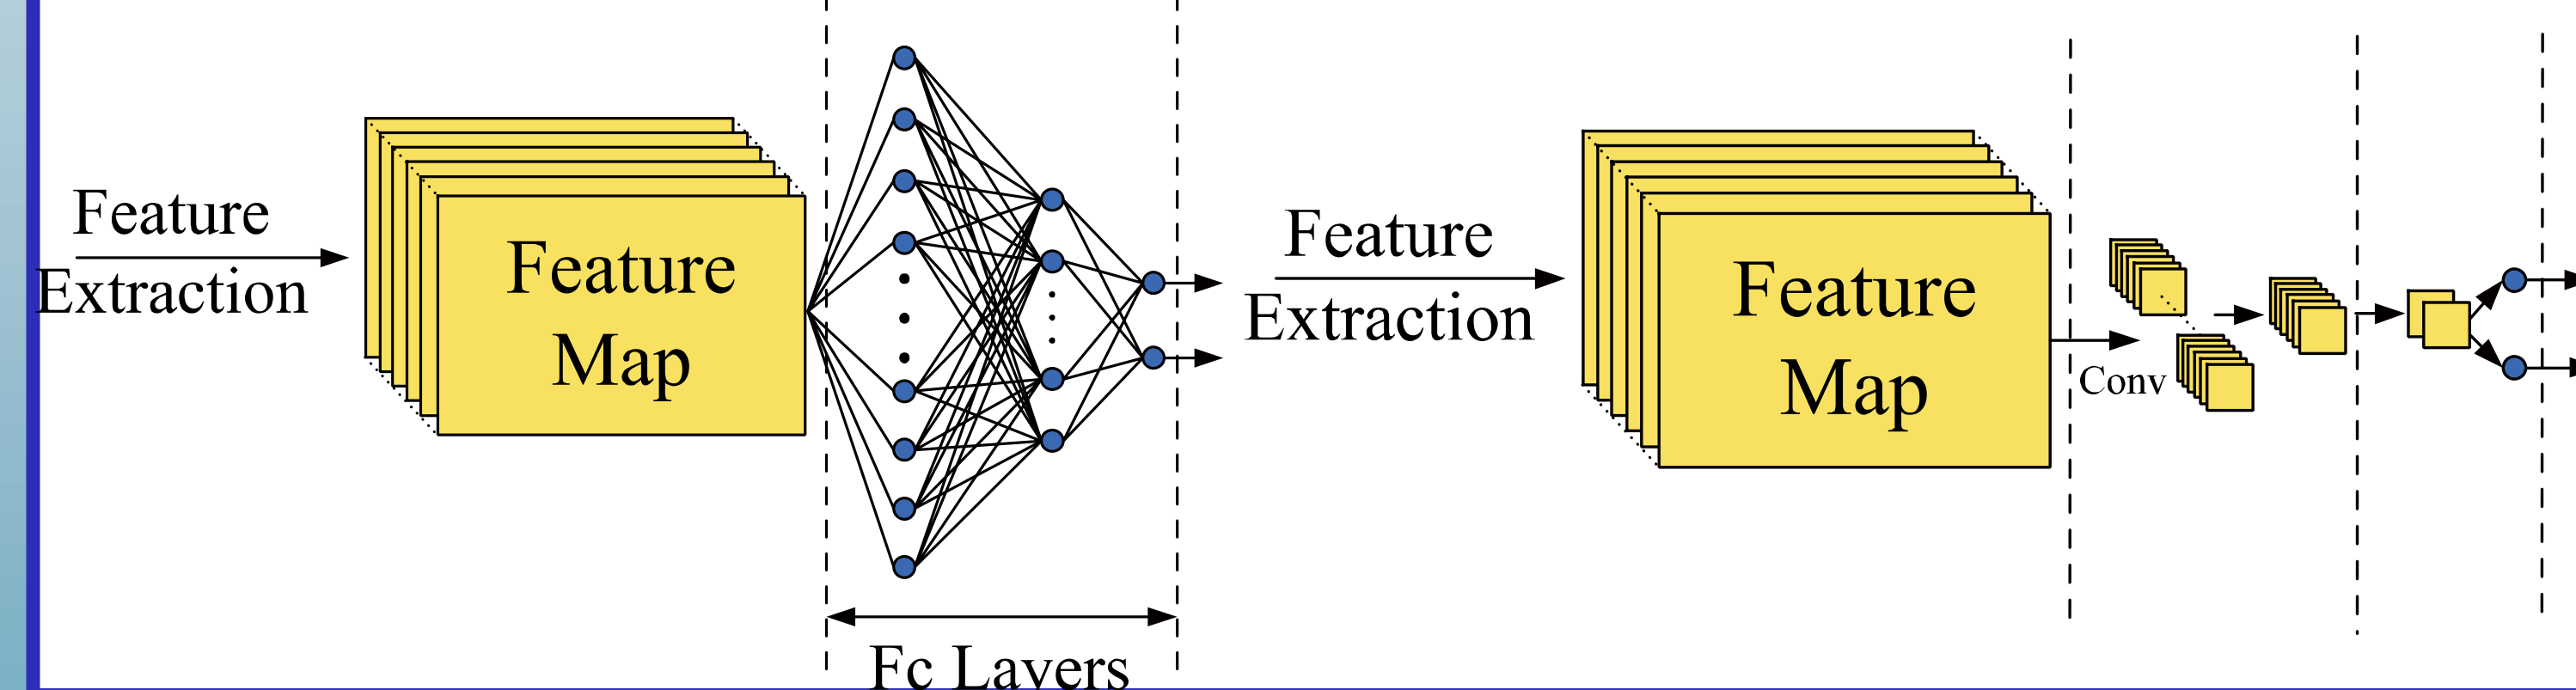 Feature
Extraction
Feature
Map
Fc Layers
Feature
Extraction
Feature
Map
Conv